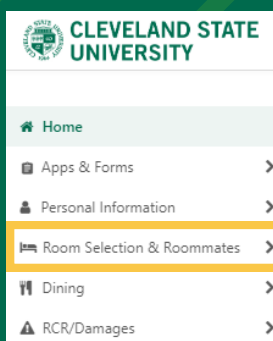 CLEVELAND STATE
UNIVERSITY
Home
Apps & Forms
Personal Information
Room Selection & Roommates
Dining
RCR/Damages